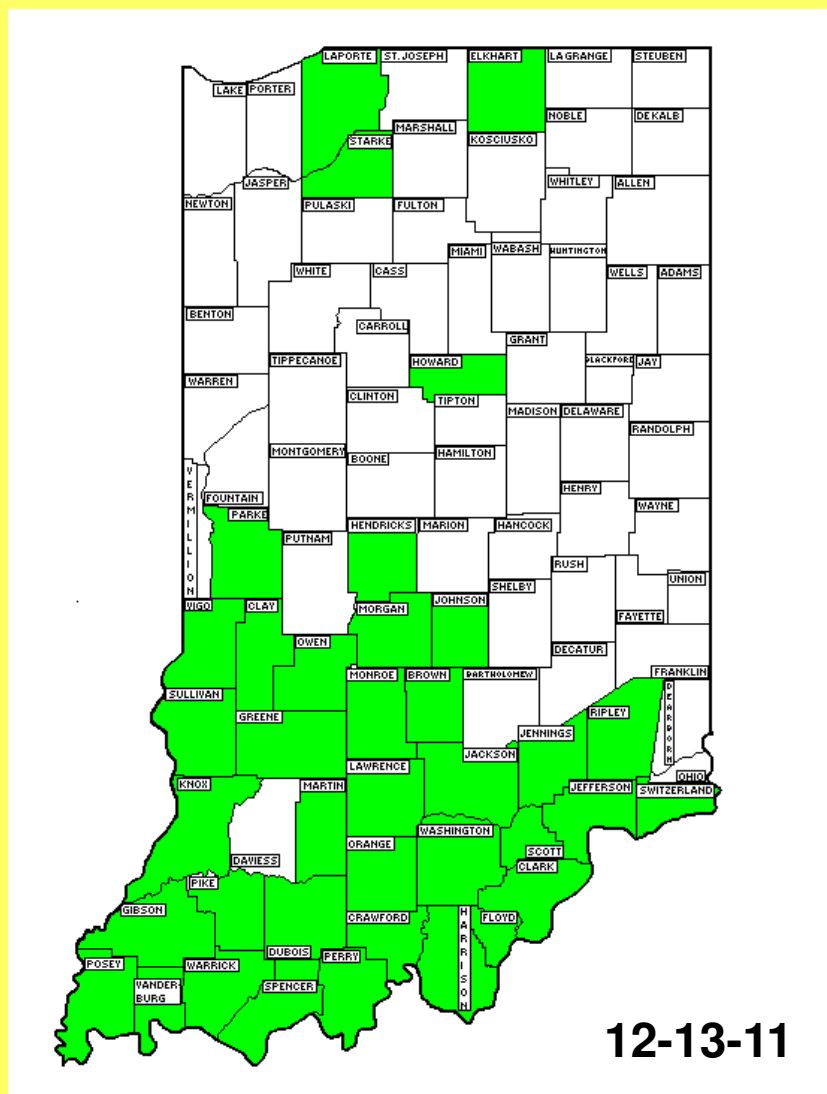 LAPORTE
ST. JOSEPH
ELKHART
LAGRANGE
STEUBEN
LAKE
PORTER
NOBLE
DEKALB
MARSHALL
STARKE
KOSCIUSKO
JASPER
WHITLEY
ALLEN
NEWTON
PULASKI
FULTON
MIAMI
WABASH
HUNTINGTON
WHITE
CASS
WELLS
ADAMS
BENTON
CARROLL
GRANT
TIPPECANOE
HOWARD
BLACKFORD
JAY
WARREN
CLINTON
TIPTON
MADISON
DELAWARE
RANDOLPH
MONTGOMERY
BOONE
HAMILTON
VERMILLION
HENRY
FOUNTAIN
WAYNE
PARKE
HENDRICKS
MARION
HANCOCK
PUTNAM
RUSH
UNION
SHELBY
VIGO
CLAY
MORGAN
JOHNSON
FAYETTE
OWEN
DECATUR
MONROE
BROWN
BARTHOLOMEW
FRANKLIN
SULLIVAN
DEARBORN
GREENE
RIPLEY
JENNINGS
JACKSON
LAWRENCE
OHIO
KNOX
MARTIN
JEFFERSON
SWITZERLAND
WASHINGTON
ORANGE
SCOTT
DAVIESS
CLARK
PIKE
GIBSON
CRAWFORD
HARRISON
FLOYD
DUBOIS
PERRY
POSEY
WARRICK
VANDER-
BURG
SPENCER
12-13-11